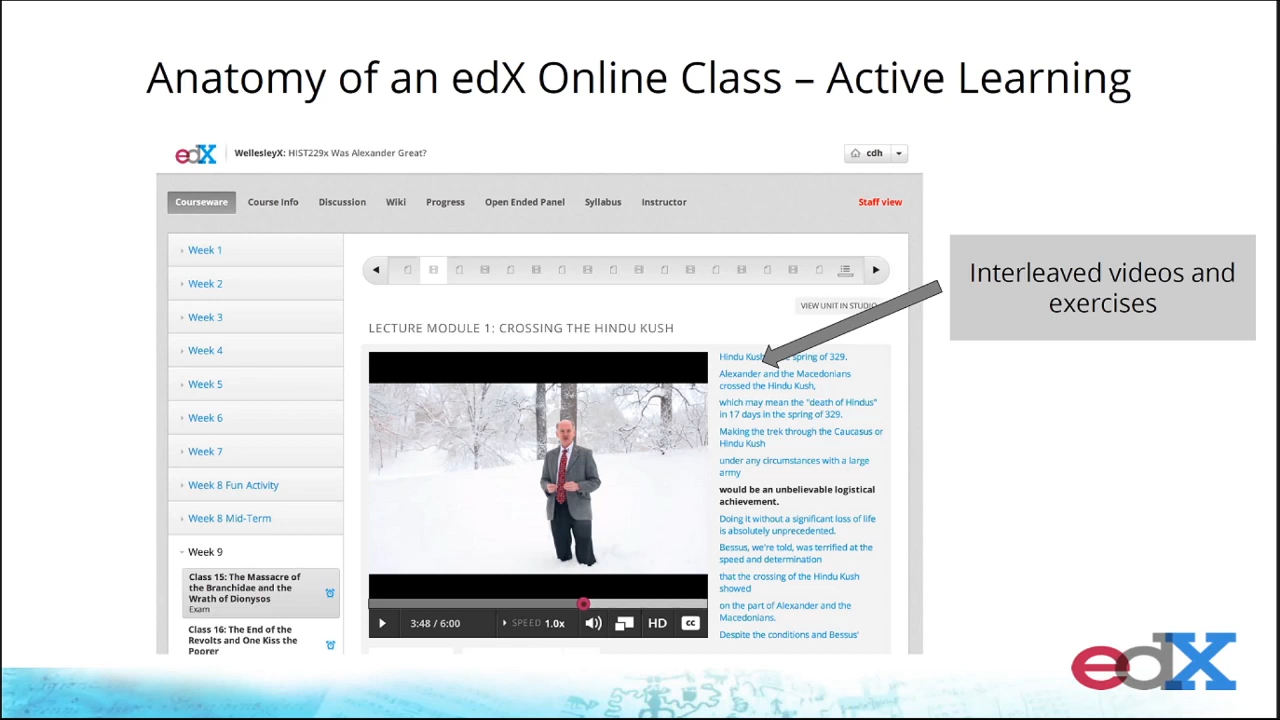 Anatomy of an edX Online Class – Active Learning
edX
WellesleyX: HIST229x Was Alexander Great?
cdh
Courseware
Course Info
Discussion
Wiki
Progress
Open Ended Panel
Syllabus
Instructor
Staff view
Week 1
Week 2
Week 3
Week 4
Week 5
Week 6
Week 7
Week 8 Fun Activity
Week 8 Mid-Term
Week 9
Class 15: The Massacre of
the Branchidae and the
Wrath of Dionysos
Exam
Class 16: The End of the
Revolts and One Kiss the
Poorer
VIEW UNIT IN STUDIO
LECTURE MODULE 1: CROSSING THE HINDU KUSH
3:48 / 6:00
SPEED 1.0x
HD
cc
Hindu Kush spring of 329.
Alexander and the Macedonians
crossed the Hindu Kush,
which may mean the "death of Hindus"
in 17 days in the spring of 329.
Making the trek through the Caucasus or
Hindu Kush
under any circumstances with a large
army
would be an unbelievable logistical
achievement.
Doing it without a significant loss of life
is absolutely unprecedented.
Bessus, we're told, was terrified at the
speed and determination
that the crossing of the Hindu Kush
showed
on the part of Alexander and the
Macedonians.
Despite the conditions and Bessus'
Interleaved videos and
exercises
edX